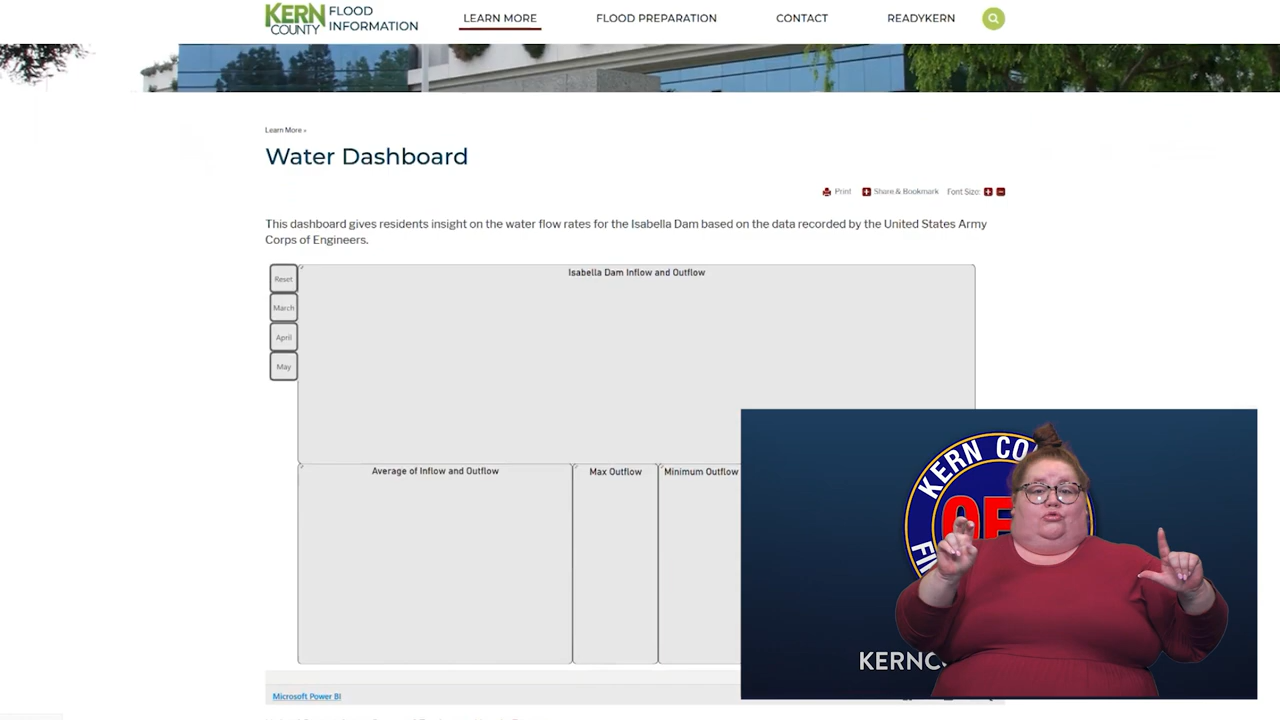 KERN COUNTY FLOOD INFORMATION
LEARN MORE
FLOOD PREPARATION
CONTACT
READYKERN
Learn More »
Water Dashboard
Print
Share & Bookmark
Font Size:
This dashboard gives residents insight on the water flow rates for the Isabella Dam based on the data recorded by the United States Army
Corps of Engineers.
Reset
March
April
May
Isabella Dam Inflow and Outflow
Average of Inflow and Outflow
Max Outflow
Minimum Outflow
KERN CO
Microsoft Power BI